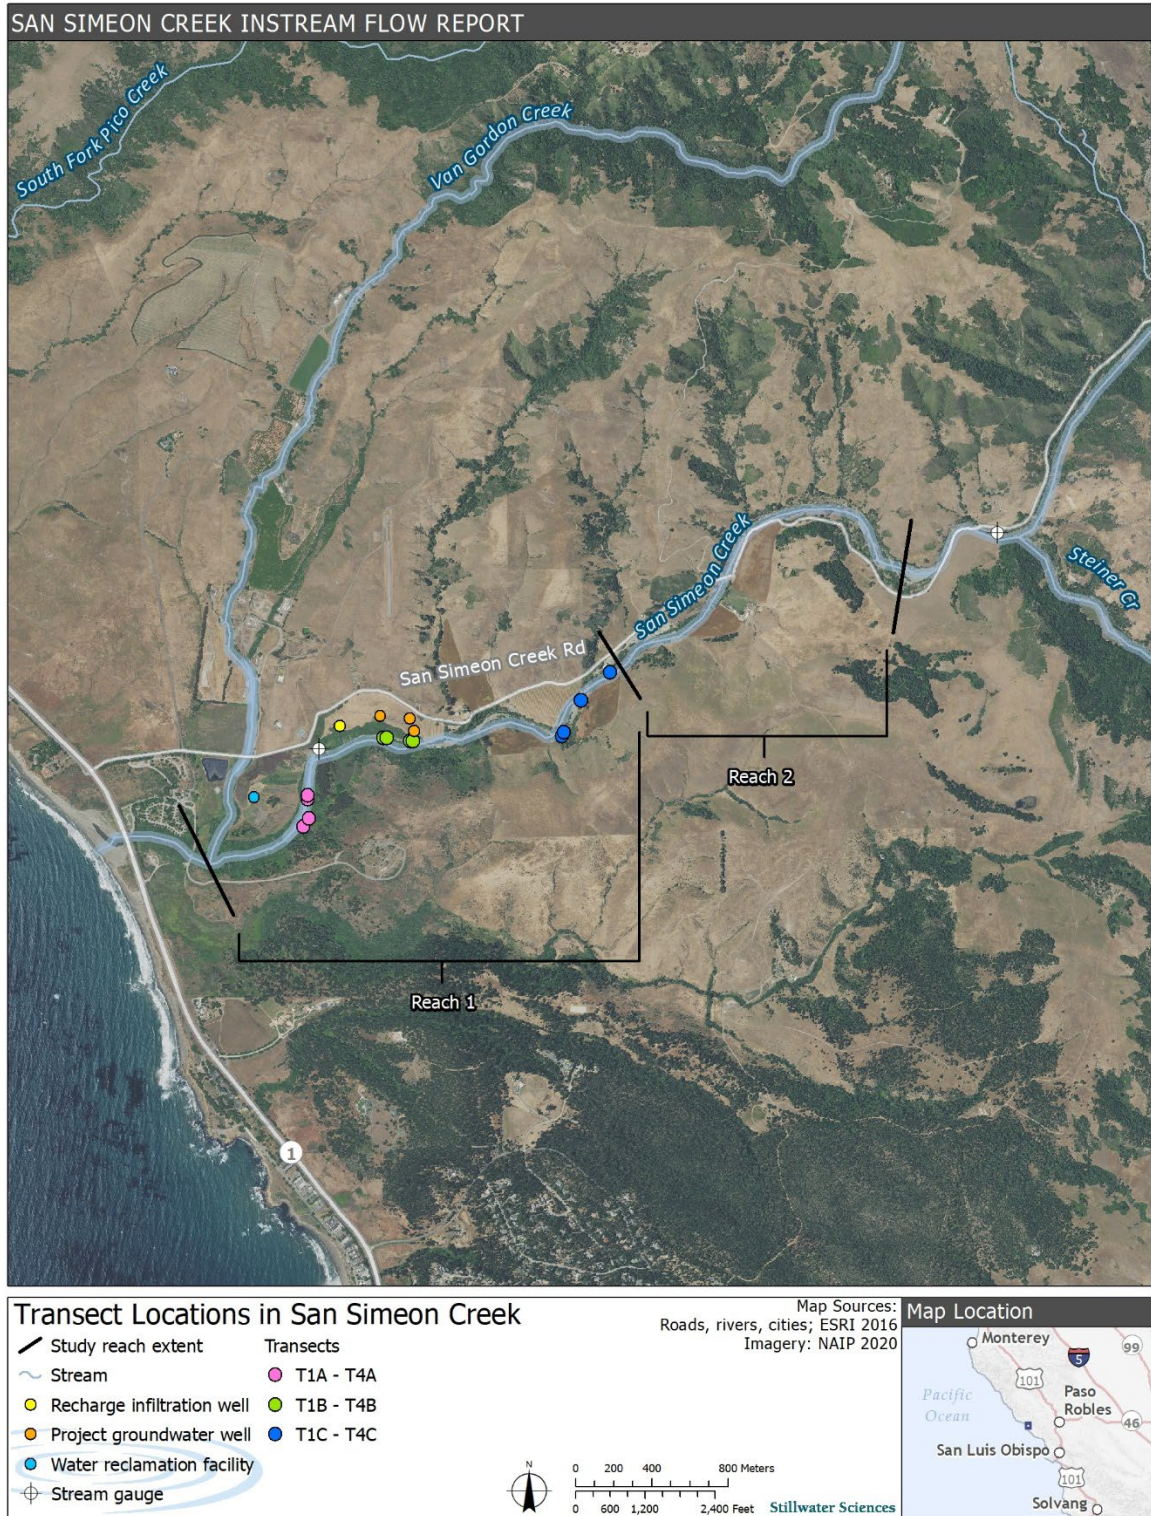 SAN SIMEON CREEK INSTREAM FLOW REPORT
South Fork Pico Creek
Van Gordon Creek
San Simeon Creek
Steiner Cr
San Simeon Creek Rd
Reach 2
Reach 1
1
Transect Locations in San Simeon Creek
Study reach extent
Stream
Recharge infiltration well
Project groundwater well
Water reclamation facility
Stream gauge
Transects
T1A - T4A
T1B - T4B
T1C - T4C
Map Sources:
Roads, rivers, cities; ESRI 2016
Imagery: NAIP 2020
N
0 200 400 800 Meters
0 600 1,200 2,400 Feet
Stillwater Sciences
Map Location
Monterey
99
5
101
Pacific
Ocean
Paso
Robles
46
San Luis Obispo
101
Solvang